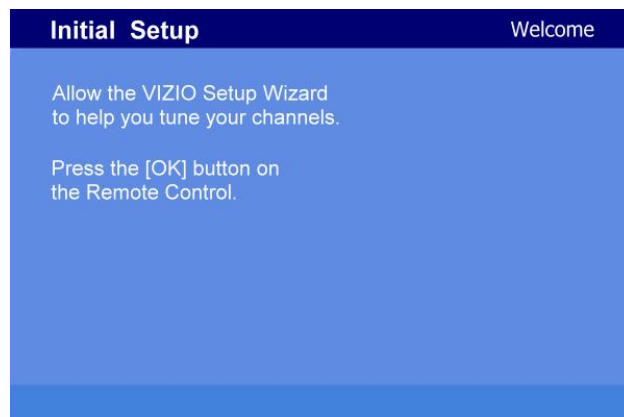 Initial Setup
Welcome
Allow the VIZIO Setup Wizard
to help you tune your channels.
Press the [OK] button on
the Remote Control.